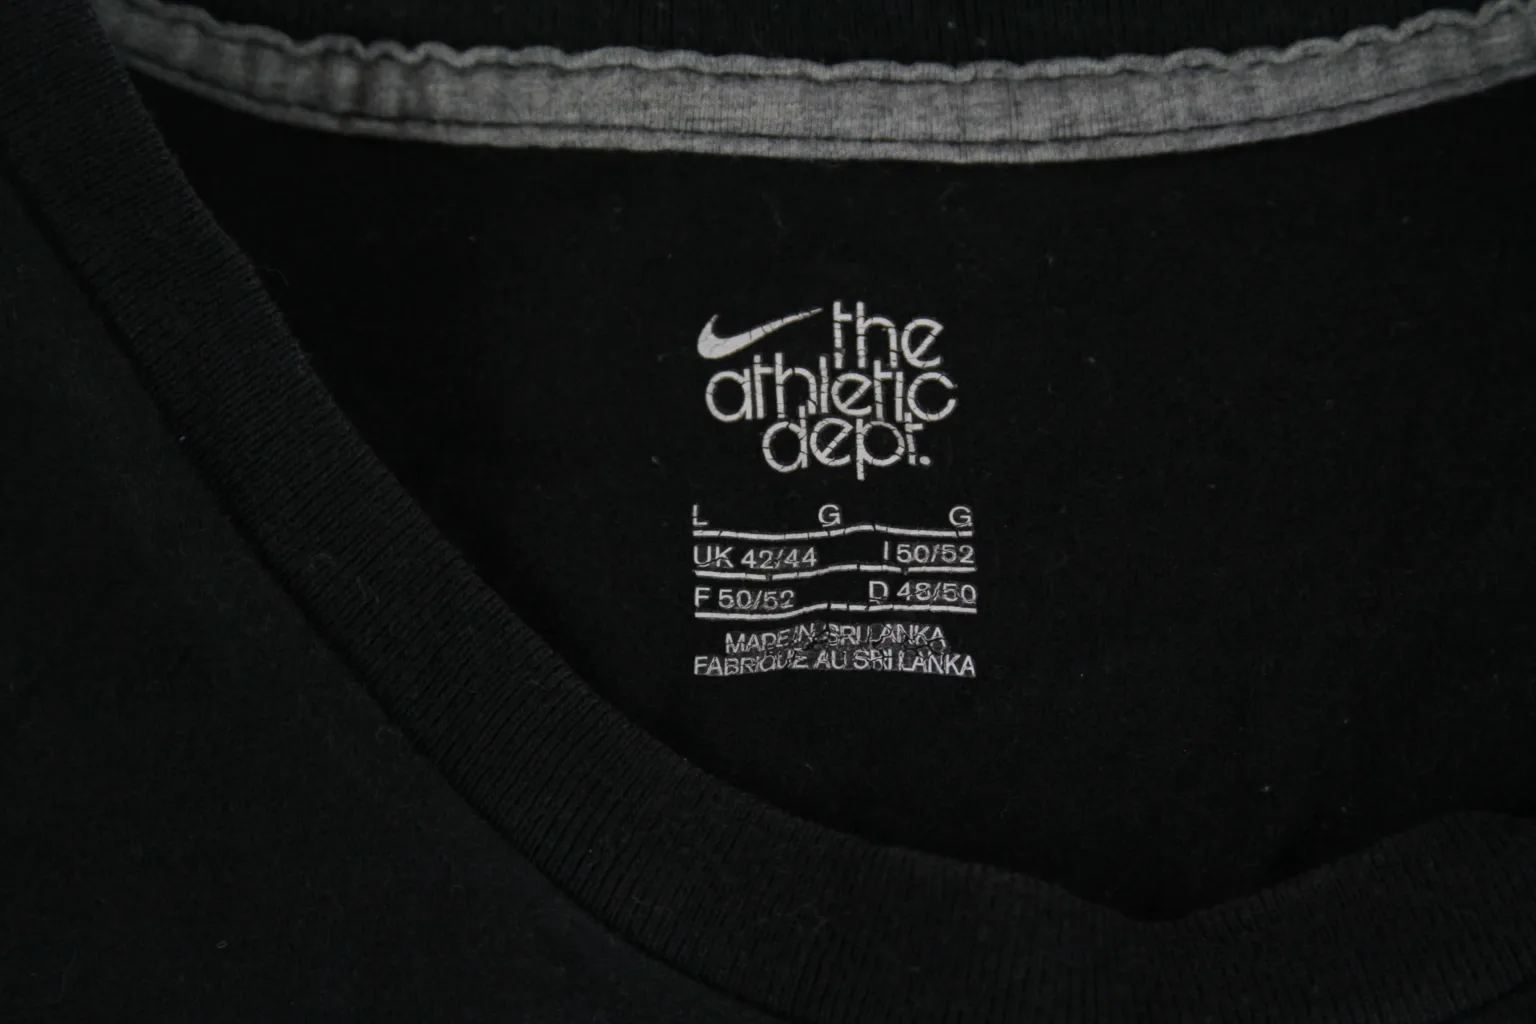 the
athletic
dept.
L G G
UK 42/44 I 50/52
F 50/52 D 48/50
MADE IN SRI LANKA
FABRIQUE AU SRI LANKA